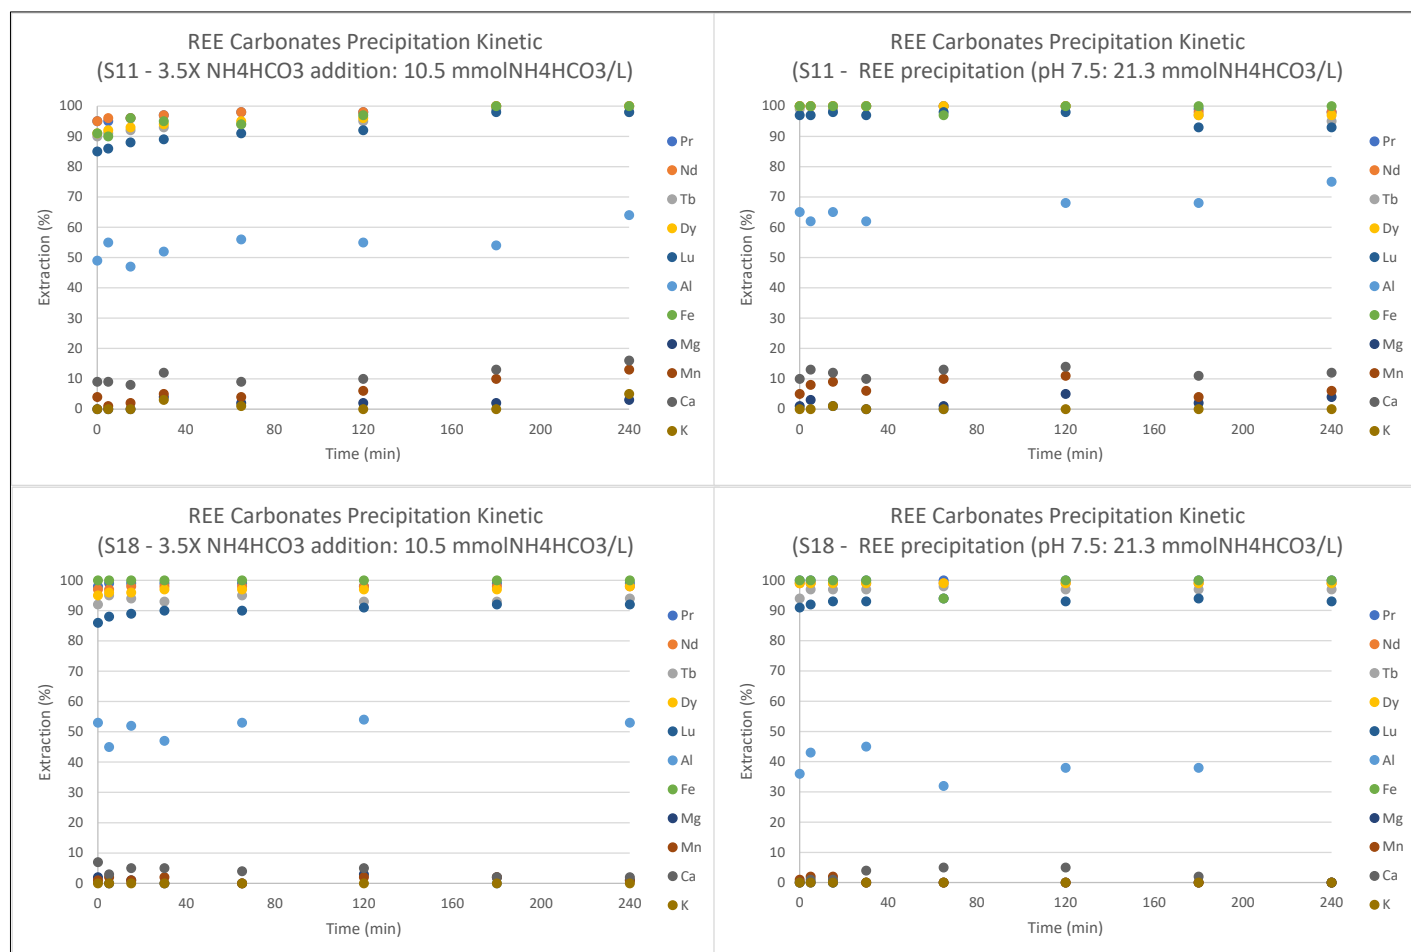 REE Carbonates Precipitation Kinetic
(S11 - 3.5X NH4HCO3 addition: 10.5 mmolNH4HCO3/L)
100
90
80
70
60
50
40
30
20
10
0
Extraction (%)
0 40 80 120 160 200 240
Time (min)
Pr
Nd
Tb
Dy
Lu
Al
Fe
Mg
Mn
Ca
K
REE Carbonates Precipitation Kinetic
(S11 - REE precipitation (pH 7.5: 21.3 mmolNH4HCO3/L)
100
90
80
70
60
50
40
30
20
10
0
Extraction (%)
0 40 80 120 160 200 240
Time (min)
Pr
Nd
Tb
Dy
Lu
Al
Fe
Mg
Mn
Ca
K
REE Carbonates Precipitation Kinetic
(S18 - 3.5X NH4HCO3 addition: 10.5 mmolNH4HCO3/L)
100
90
80
70
60
50
40
30
20
10
0
Extraction (%)
0 40 80 120 160 200 240
Time (min)
Pr
Nd
Tb
Dy
Lu
Al
Fe
Mg
Mn
Ca
K
REE Carbonates Precipitation Kinetic
(S18 - REE precipitation (pH 7.5: 21.3 mmolNH4HCO3/L)
100
90
80
70
60
50
40
30
20
10
0
Extraction (%)
0 40 80 120 160 200 240
Time (min)
Pr
Nd
Tb
Dy
Lu
Al
Fe
Mg
Mn
Ca
K